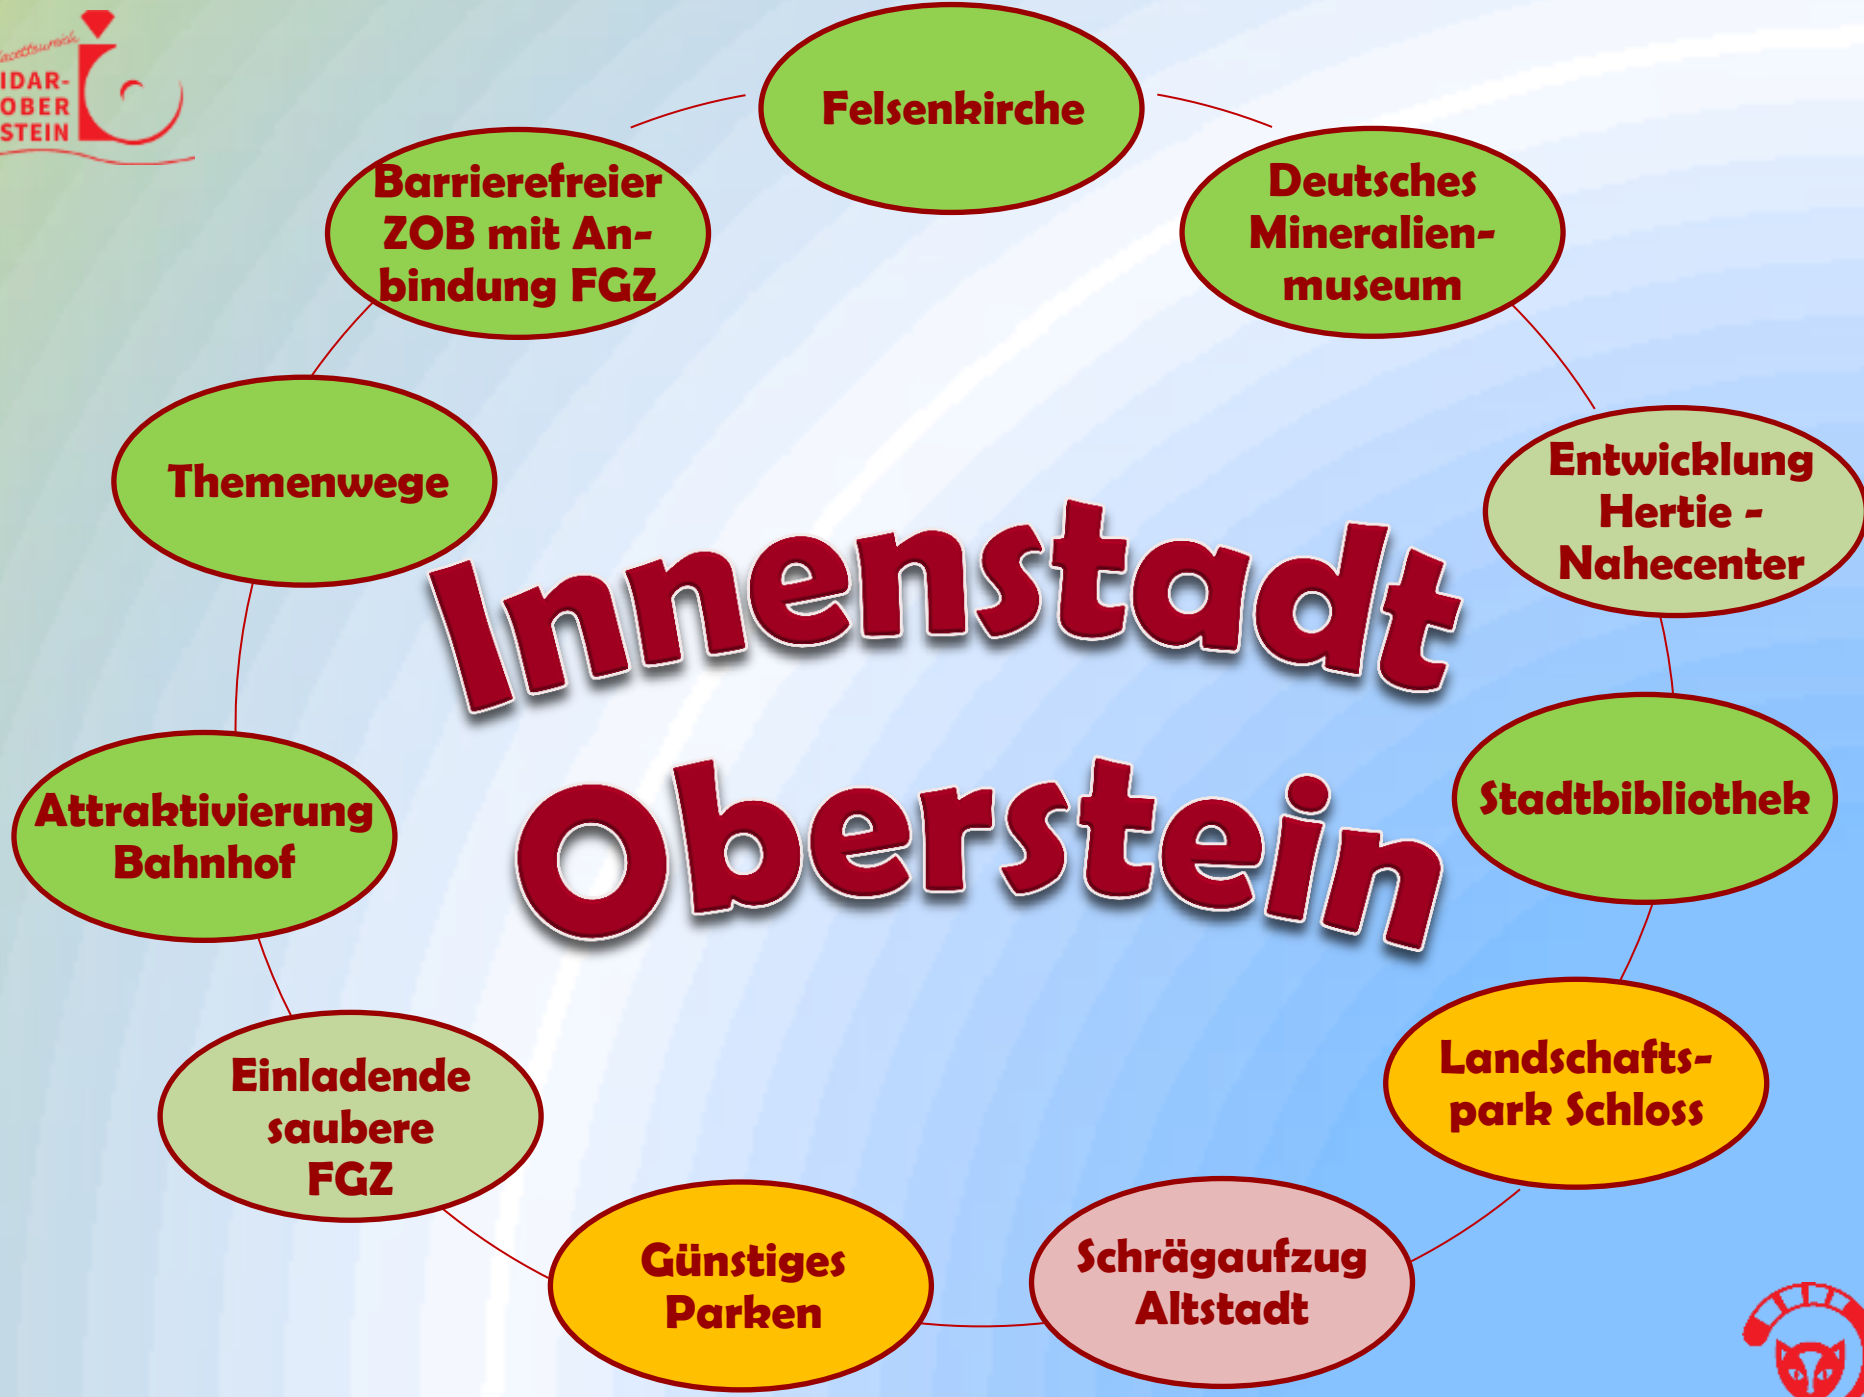 IDAR-
OBER
STEIN
Felsenkirche
Deutsches
Mineralien-
museum
Entwicklung
Hertie -
Nahecenter
Stadtbibliothek
Landschafts-
park Schloss
Schrägaufzug
Altstadt
Günstiges
Parken
Einladende
saubere
FGZ
Attraktivierung
Bahnhof
Themenwege
Barrierefreier
ZOB mit An-
bindung FGZ
Innenstadt
Oberstein